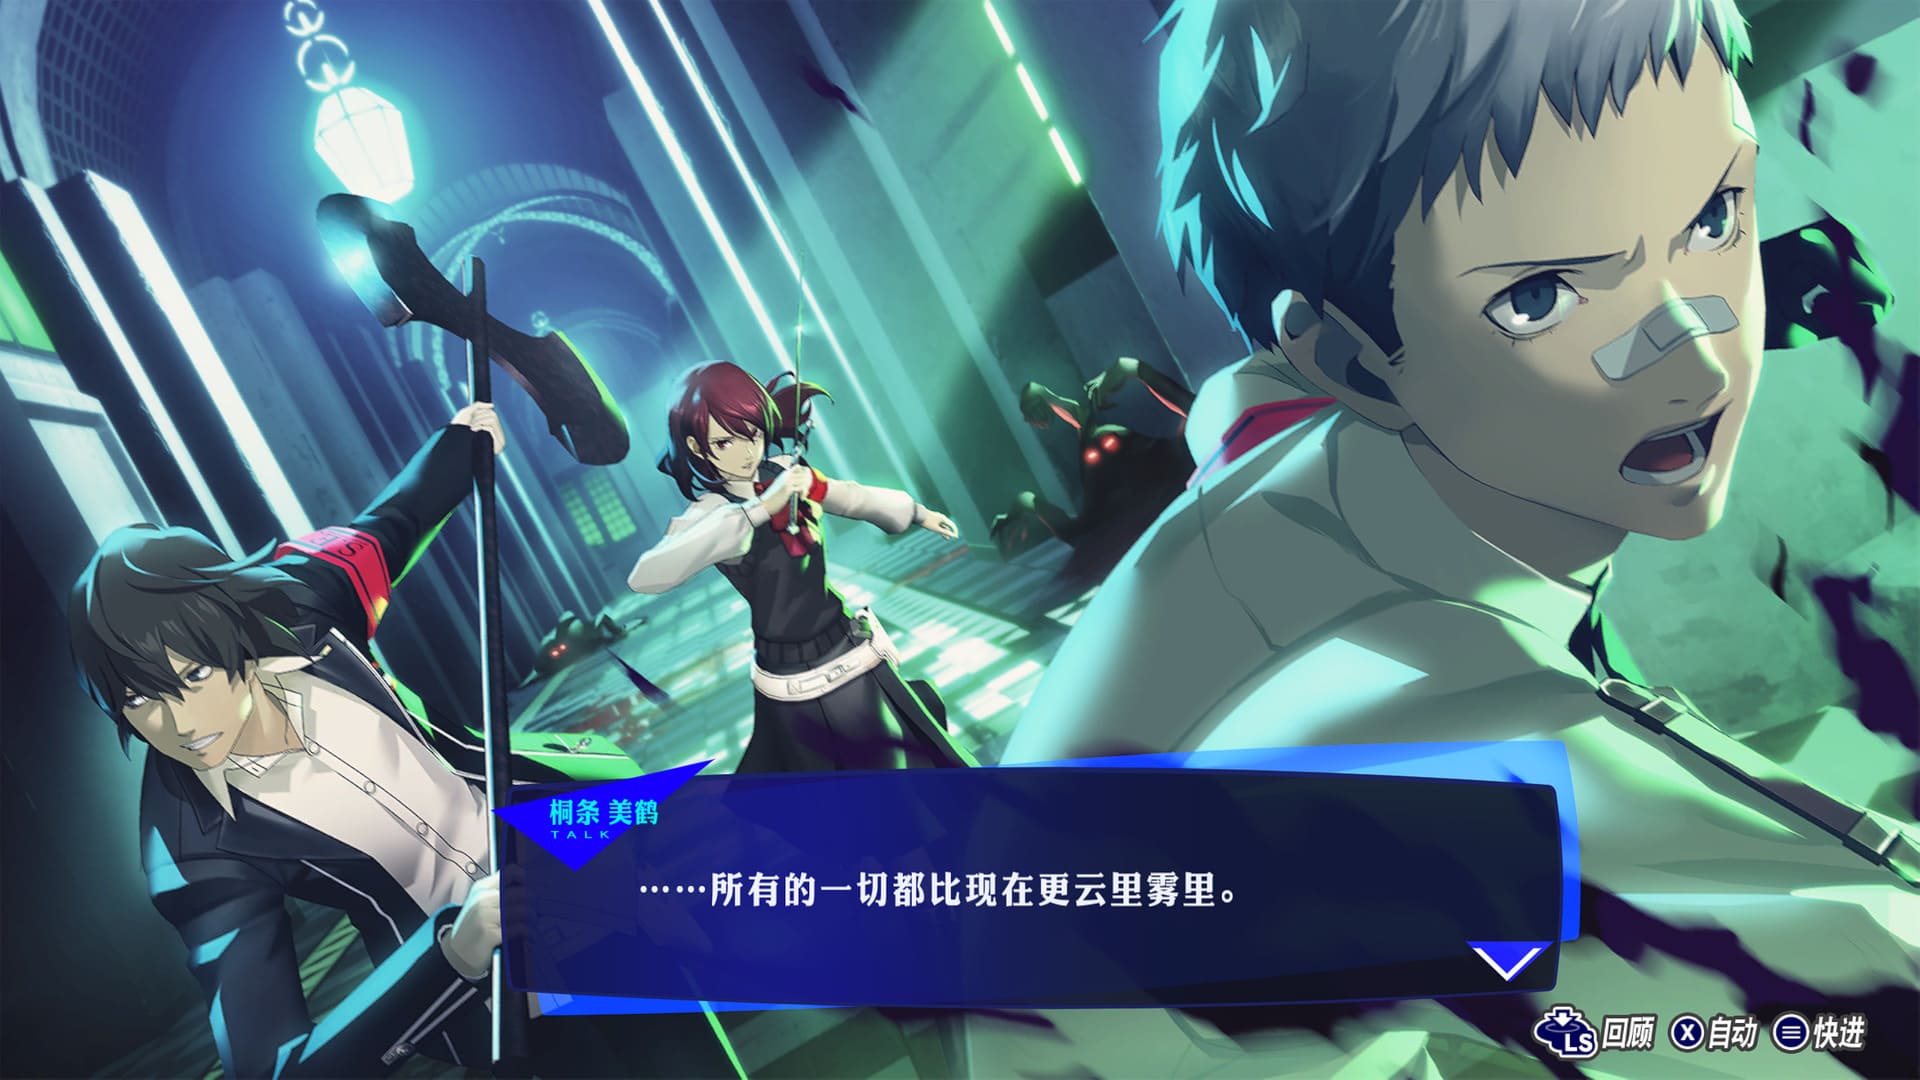 桐条 美鹤
TALK
……所有的一切都比现在更云里雾里。
LS 回顾 X 自动 快进